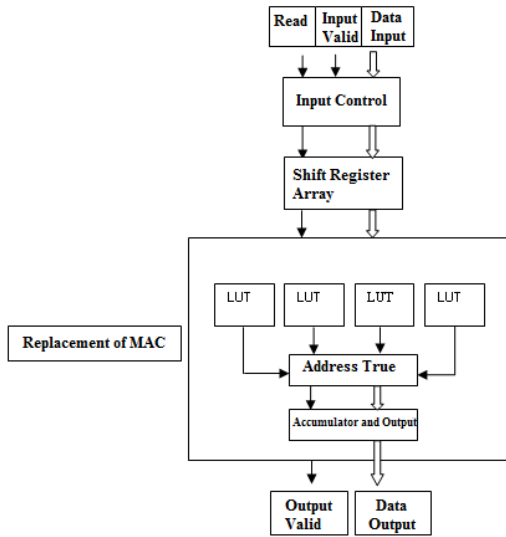 Read
Input
Valid
Data
Input
Input Control
Shift Register
Array
LUT
LUT
LUT
LUT
Replacement of MAC
Address True
Accumulator and Output
Output
Valid
Data
Output